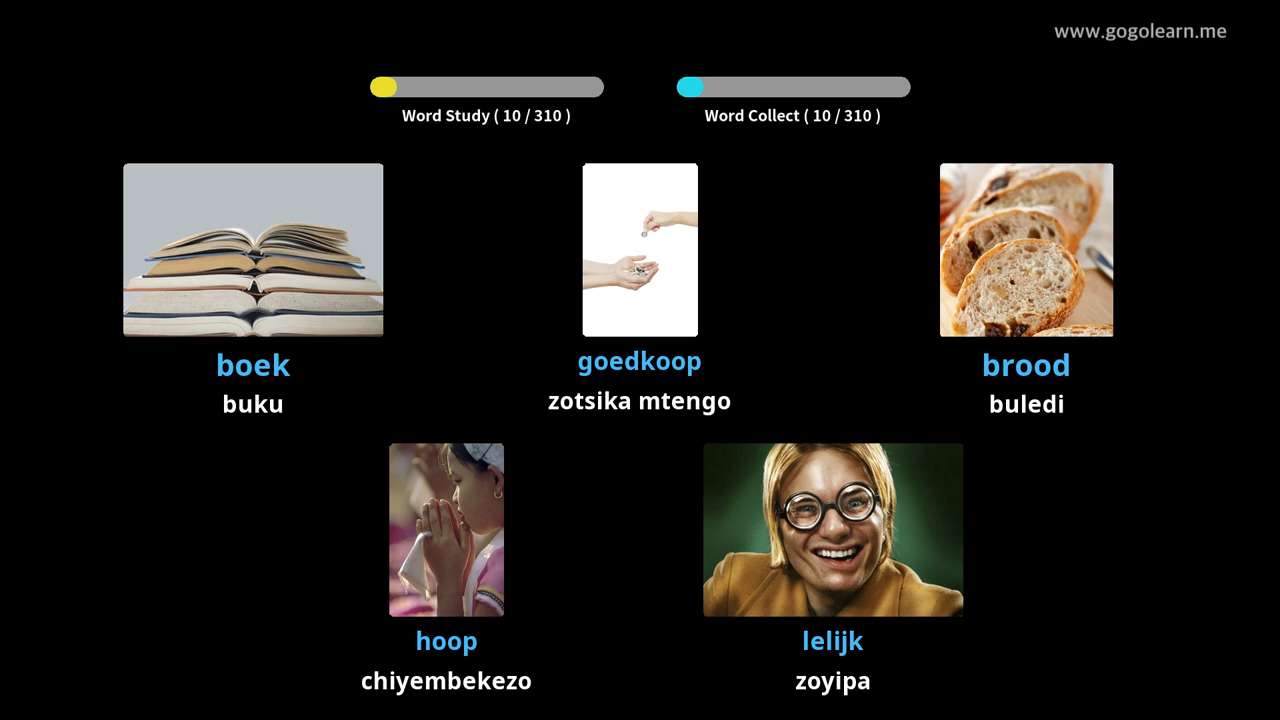 www.gogolearn.me
Word Study ( 10 / 310 )
Word Collect ( 10 / 310 )
boek
buku
goedkoop
zotsika mtengo
brood
buledi
hoop
chiyembekezo
lelijk
zoyipa